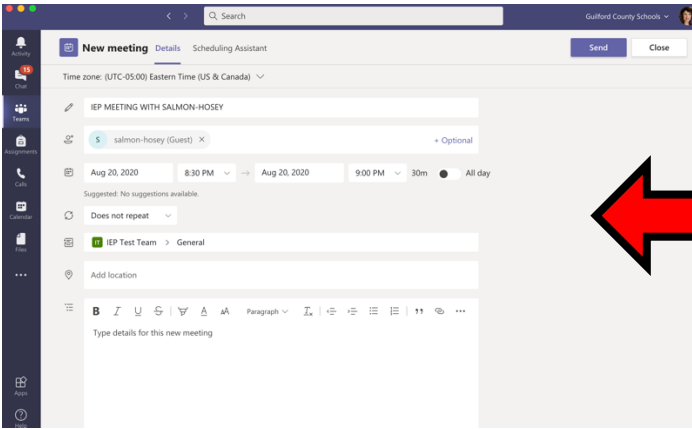 Search
Guilford County Schools
Activity
15
Chat
Teams
Assignments
Calls
Calendar
Files
Apps
Help
New meeting Details Scheduling Assistant
Send Close
Time zone: (UTC-05:00) Eastern Time (US & Canada)
IEP MEETING WITH SALMON-HOSEY
S salmon-hosey (Guest) × + Optional
Aug 20, 2020 8:30 PM → Aug 20, 2020 9:00 PM 30m All day
Suggested: No suggestions available.
Does not repeat
IT IEP Test Team > General
Add location
B I U S A A AA Paragraph
Type details for this new meeting